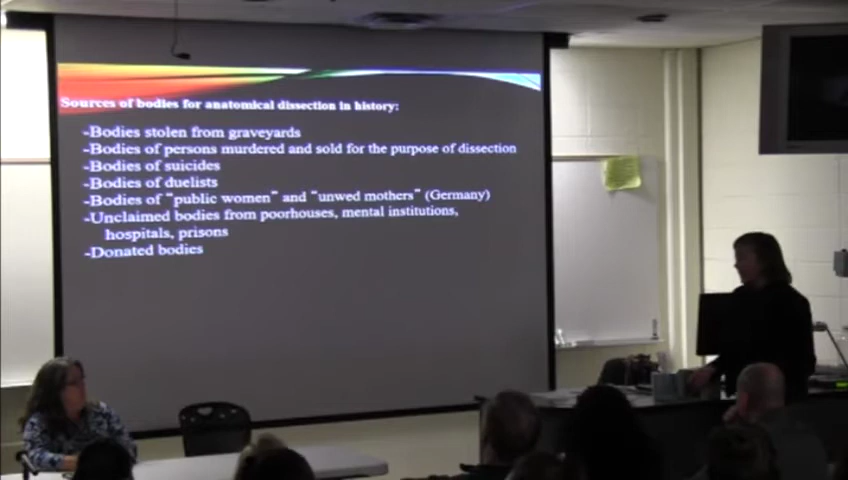 Sources of bodies for anatomical dissection in history:
-Bodies stolen from graveyards
-Bodies of persons murdered and sold for the purpose of dissection
-Bodies of suicides
-Bodies of duelists
-Bodies of “public women” and “unwed mothers” (Germany)
-Unclaimed bodies from poorhouses, mental institutions,
hospitals, prisons
-Donated bodies